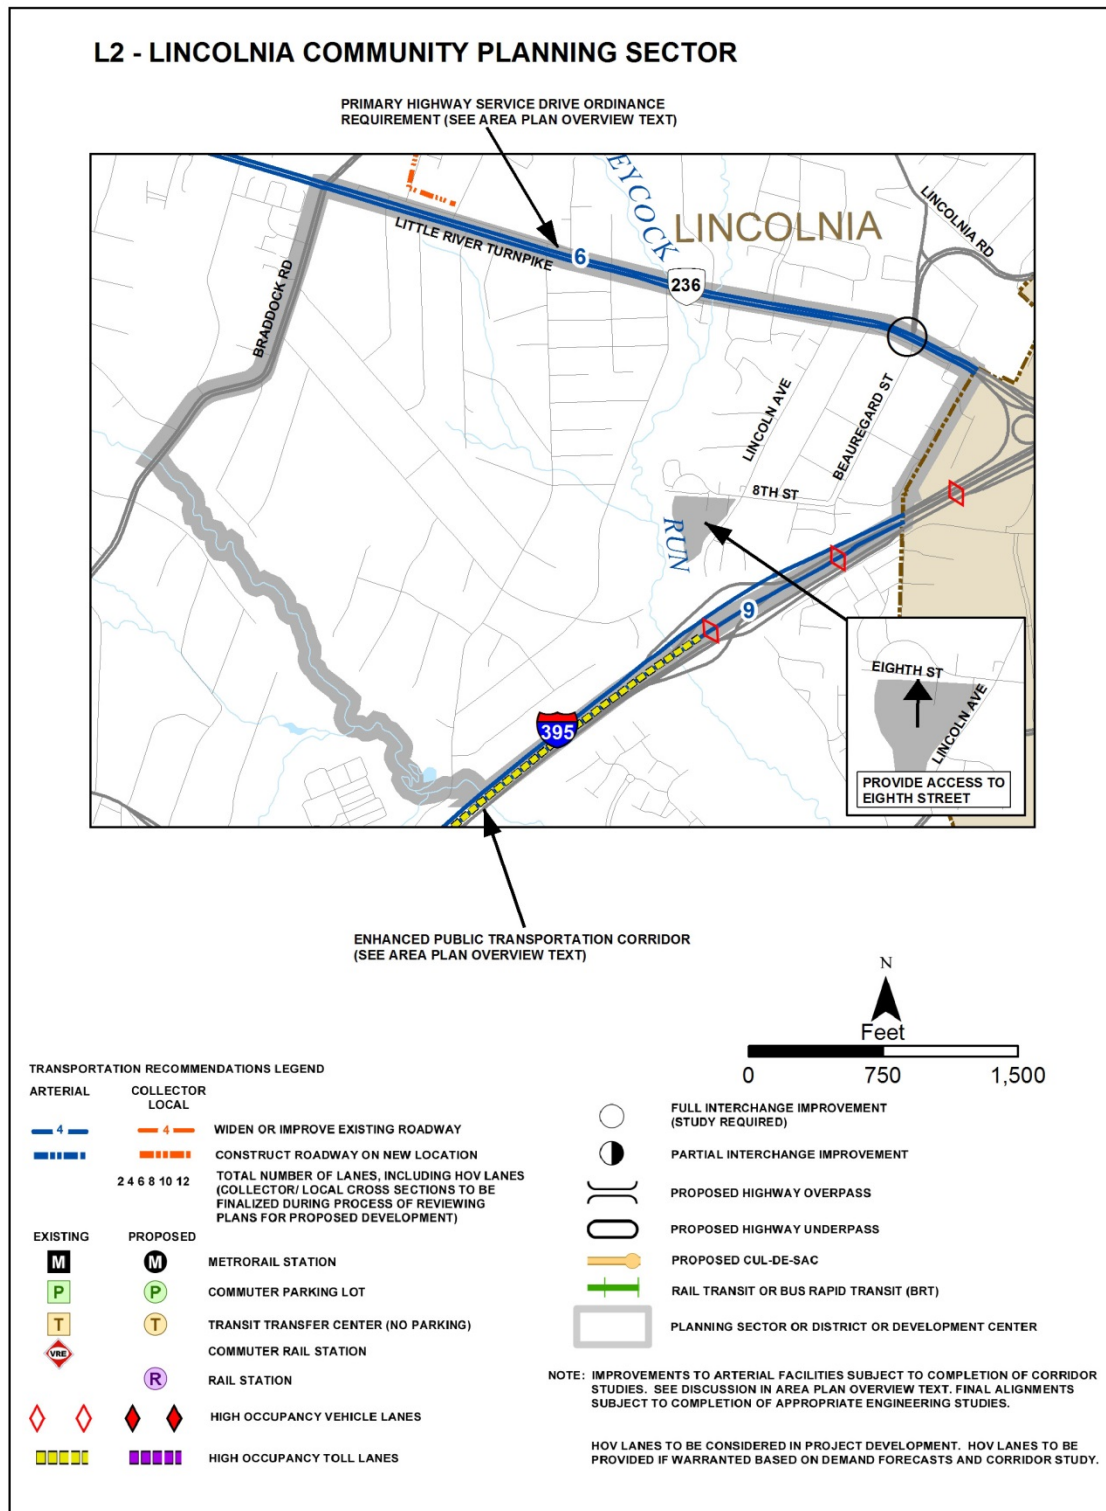 L2 - LINCOLNIA COMMUNITY PLANNING SECTOR
PRIMARY HIGHWAY SERVICE DRIVE ORDINANCE
REQUIREMENT (SEE AREA PLAN OVERVIEW TEXT)
EYCOCK
LINCOLNIA
LINCOLNIA RD
LITTLE RIVER TURNPIKE
6
236
BRADDOCK RD
LINCOLN AVE
BEAUREGARD ST
8TH ST
RUN
9
395
EIGHTH ST
LINCOLN AVE
PROVIDE ACCESS TO
EIGHTH STREET
ENHANCED PUBLIC TRANSPORTATION CORRIDOR
(SEE AREA PLAN OVERVIEW TEXT)
N
Feet
0 750 1,500
TRANSPORTATION RECOMMENDATIONS LEGEND
ARTERIAL COLLECTOR
LOCAL
4 4 WIDEN OR IMPROVE EXISTING ROADWAY
CONSTRUCT ROADWAY ON NEW LOCATION
2 4 6 8 10 12 TOTAL NUMBER OF LANES, INCLUDING HOV LANES
(COLLECTOR/ LOCAL CROSS SECTIONS TO BE
FINALIZED DURING PROCESS OF REVIEWING
PLANS FOR PROPOSED DEVELOPMENT)
EXISTING PROPOSED
M M METRORAIL STATION
P P COMMUTER PARKING LOT
T T TRANSIT TRANSFER CENTER (NO PARKING)
VRE COMMUTER RAIL STATION
R RAIL STATION
HIGH OCCUPANCY VEHICLE LANES
HIGH OCCUPANCY TOLL LANES
FULL INTERCHANGE IMPROVEMENT
(STUDY REQUIRED)
PARTIAL INTERCHANGE IMPROVEMENT
PROPOSED HIGHWAY OVERPASS
PROPOSED HIGHWAY UNDERPASS
PROPOSED CUL-DE-SAC
RAIL TRANSIT OR BUS RAPID TRANSIT (BRT)
PLANNING SECTOR OR DISTRICT OR DEVELOPMENT CENTER
NOTE: IMPROVEMENTS TO ARTERIAL FACILITIES SUBJECT TO COMPLETION OF CORRIDOR
STUDIES. SEE DISCUSSION IN AREA PLAN OVERVIEW TEXT. FINAL ALIGNMENTS
SUBJECT TO COMPLETION OF APPROPRIATE ENGINEERING STUDIES.
HOV LANES TO BE CONSIDERED IN PROJECT DEVELOPMENT. HOV LANES TO BE
PROVIDED IF WARRANTED BASED ON DEMAND FORECASTS AND CORRIDOR STUDY.